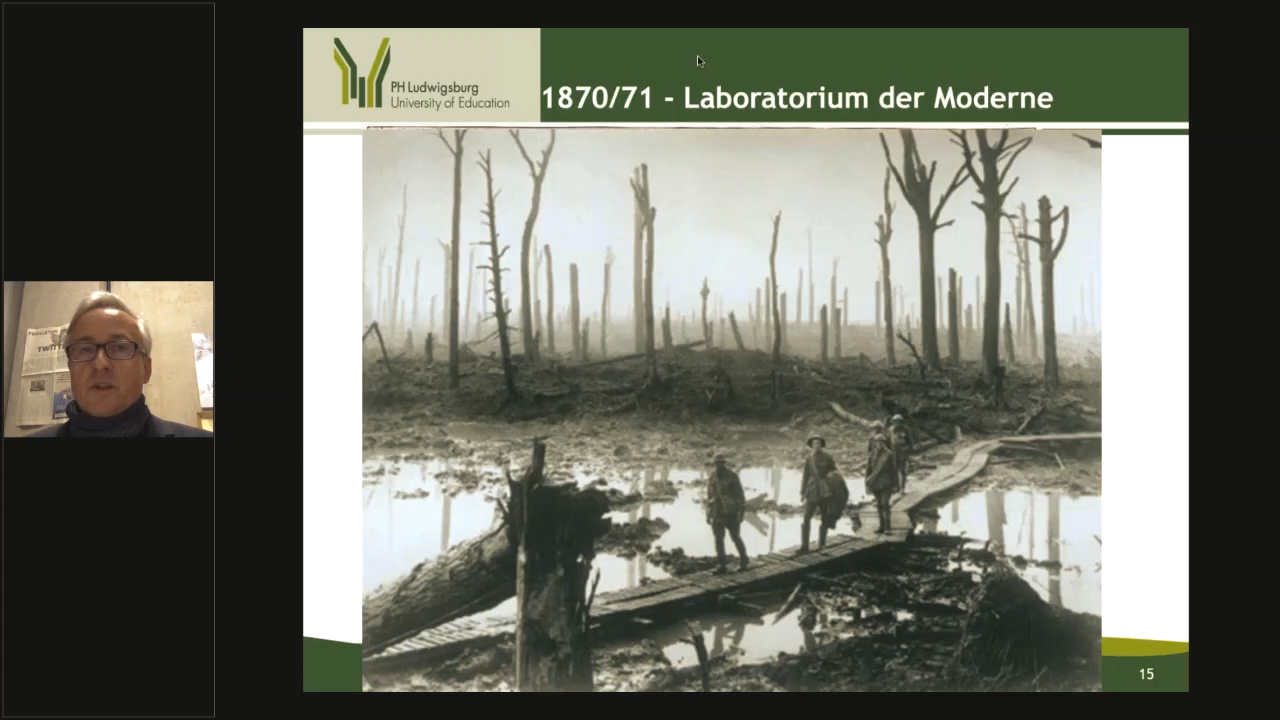 PH Ludwigsburg
University of Education
1870/71 - Laboratorium der Moderne
15